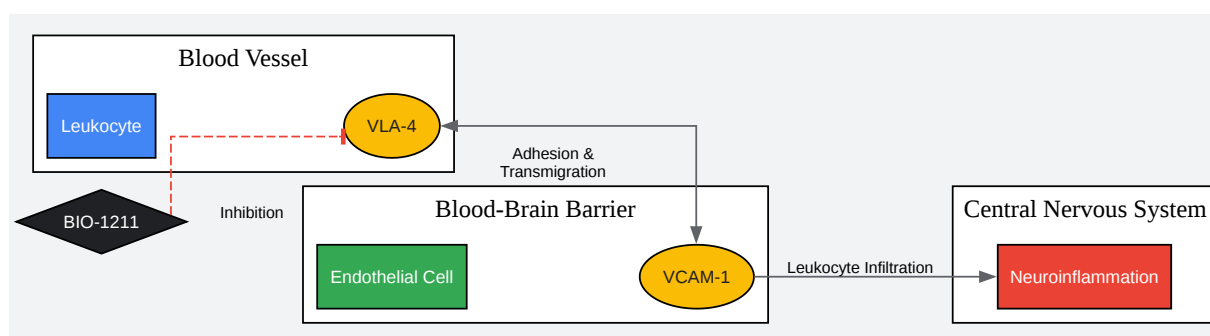 Blood Vessel
Leukocyte
VLA-4
Adhesion &
Transmigration
BIO-1211
Inhibition
Blood-Brain Barrier
Endothelial Cell
VCAM-1
Leukocyte Infiltration
Central Nervous System
Neuroinflammation